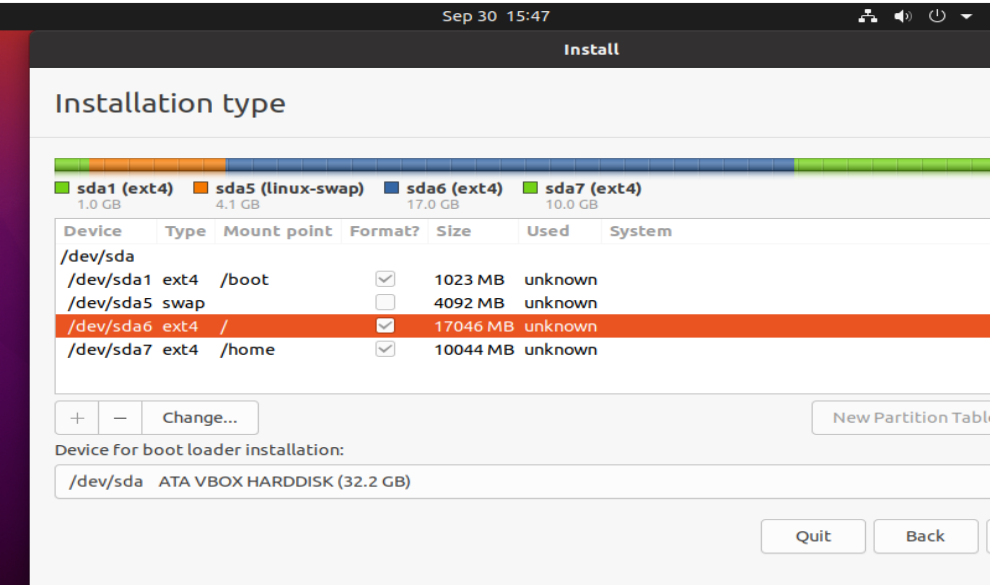 Sep 30 15:47
Install
Installation type
sda1 (ext4) sda5 (linux-swap) sda6 (ext4) sda7 (ext4)
1.0 GB 4.1 GB 17.0 GB 10.0 GB
Device Type Mount point Format? Size Used System
/dev/sda
/dev/sda1 ext4 /boot 1023 MB unknown
/dev/sda5 swap 4092 MB unknown
/dev/sda6 ext4 / 17046 MB unknown
/dev/sda7 ext4 /home 10044 MB unknown
+ − Change... New Partition Tabl
Device for boot loader installation:
/dev/sda ATA VBOX HARDDISK (32.2 GB)
Quit Back